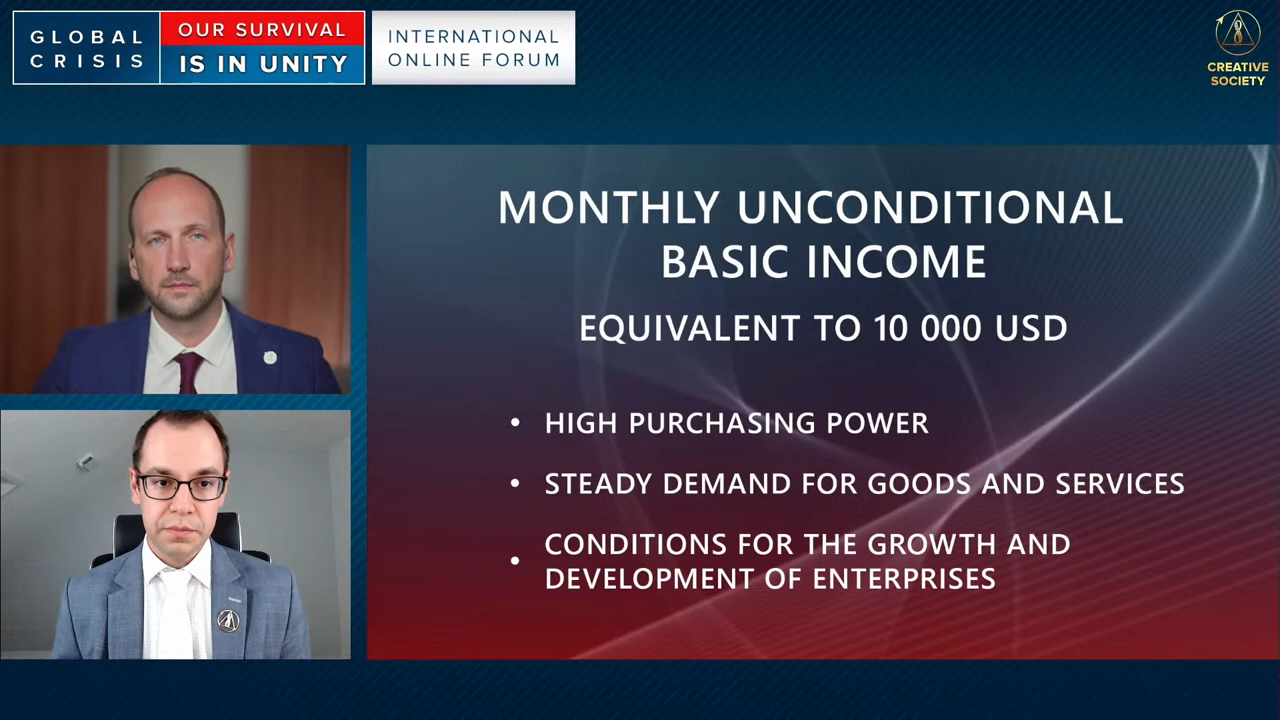 GLOBAL
CRISIS
OUR SURVIVAL
IS IN UNITY
INTERNATIONAL
ONLINE FORUM
CREATIVE
SOCIETY
MONTHLY UNCONDITIONAL
BASIC INCOME
EQUIVALENT TO 10 000 USD
• HIGH PURCHASING POWER
• STEADY DEMAND FOR GOODS AND SERVICES
• CONDITIONS FOR THE GROWTH AND
DEVELOPMENT OF ENTERPRISES